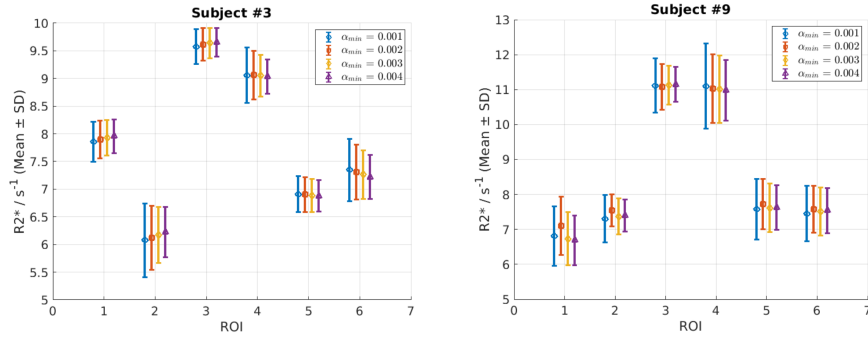 Subject #3
10
9.5
9
8.5
8
7.5
7
6.5
6
5.5
5
0 1 2 3 4 5 6 7
R2* / s⁻¹ (Mean ± SD)
ROI
α_min = 0.001
α_min = 0.002
α_min = 0.003
α_min = 0.004
Subject #9
13
12
11
10
9
8
7
6
5
0 1 2 3 4 5 6 7
R2* / s⁻¹ (Mean ± SD)
ROI
α_min = 0.001
α_min = 0.002
α_min = 0.003
α_min = 0.004